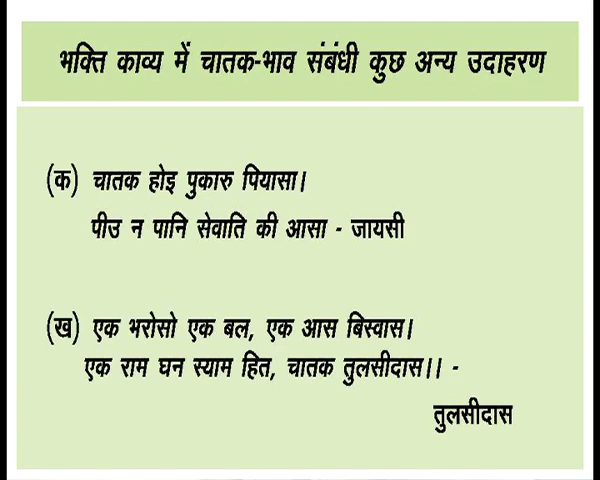 भक्ति काव्य में चातक-भाव संबंधी कुछ अन्य उदाहरण
(क) चातक होइ पुकारु पियासा।
पीउ न पानि सेवाति की आसा - जायसी
(ख) एक भरोसो एक बल, एक आस बिस्वास।
एक राम घन स्याम हित, चातक तुलसीदास।। -
तुलसीदास